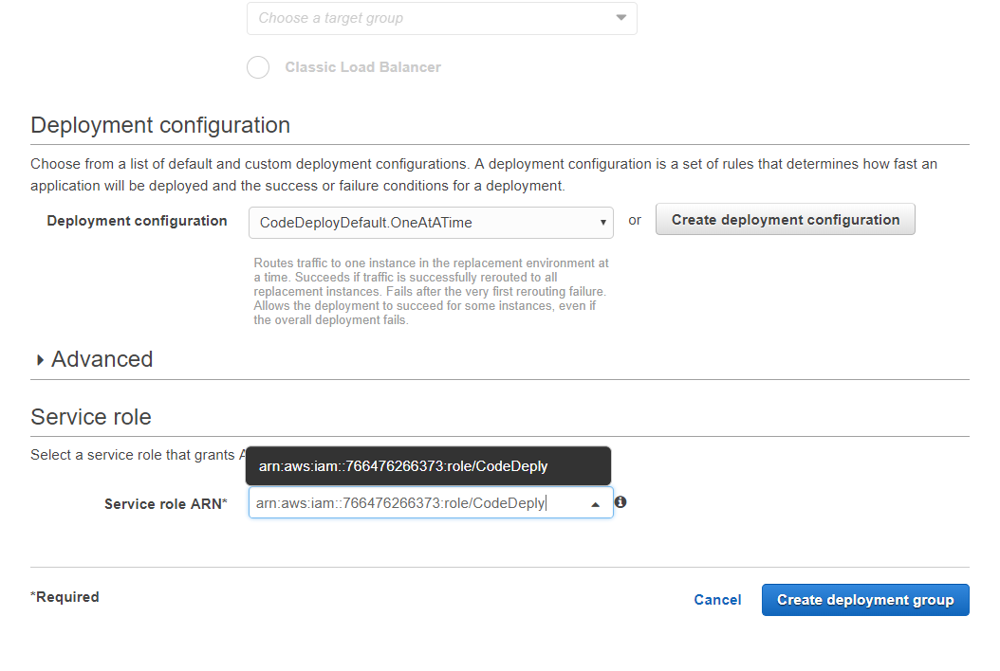 Choose a target group
Classic Load Balancer
Deployment configuration
Choose from a list of default and custom deployment configurations. A deployment configuration is a set of rules that determines how fast an
application will be deployed and the success or failure conditions for a deployment.
Deployment configuration CodeDeployDefault.OneAtATime or Create deployment configuration
Routes traffic to one instance in the replacement environment at
a time. Succeeds if traffic is successfully rerouted to all
replacement instances. Fails after the very first rerouting failure.
Allows the deployment to succeed for some instances, even if
the overall deployment fails.
Advanced
Service role
Select a service role that grants A
arn:aws:iam::766476266373:role/CodeDeply
Service role ARN* arn:aws:iam::766476266373:role/CodeDeply
*Required Cancel Create deployment group